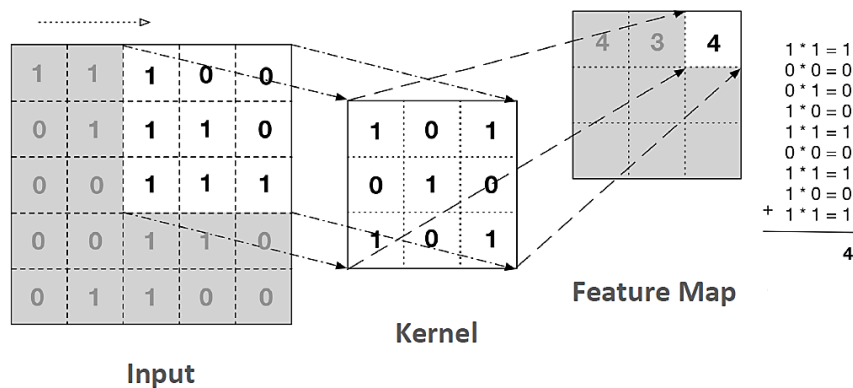 1 1 1 0 0
0 1 1 1 0
0 0 1 1 1
0 0 1 1 0
0 1 1 0 0
Input
1 0 1
0 1 0
1 0 1
Kernel
4 3 4
Feature Map
1 * 1 = 1
0 * 0 = 0
0 * 1 = 0
1 * 0 = 0
1 * 1 = 1
0 * 0 = 0
1 * 1 = 1
1 * 0 = 0
+ 1 * 1 = 1
4